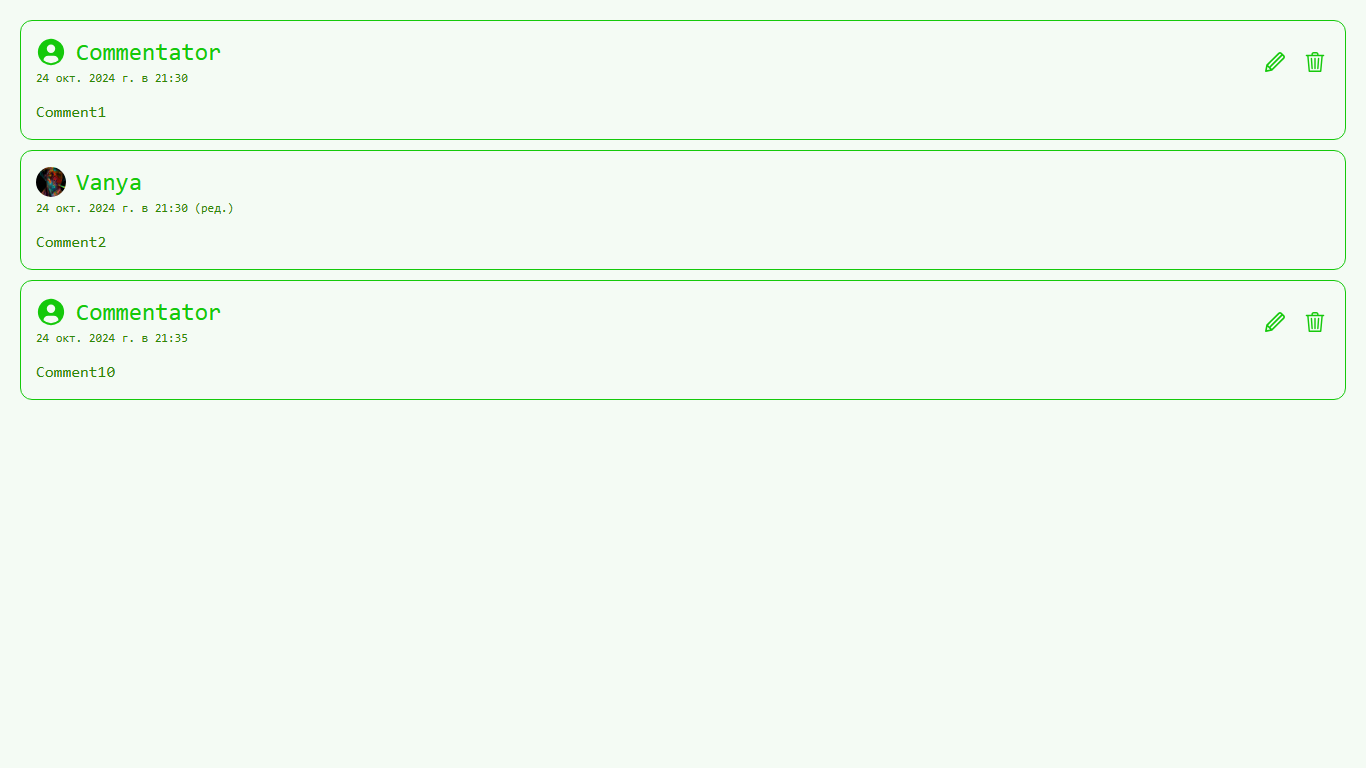 Commentator
24 окт. 2024 г. в 21:30
Comment1
Vanya
24 окт. 2024 г. в 21:30 (ред.)
Comment2
Commentator
24 окт. 2024 г. в 21:35
Comment10